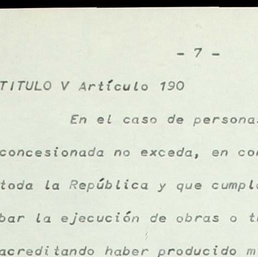 - 7 -
TITULO V Artículo 190
En el caso de persona
concesionada no exceda, en co
toda la República y que cumpl
bar la ejecución de obras o t
acreditando haber producido m